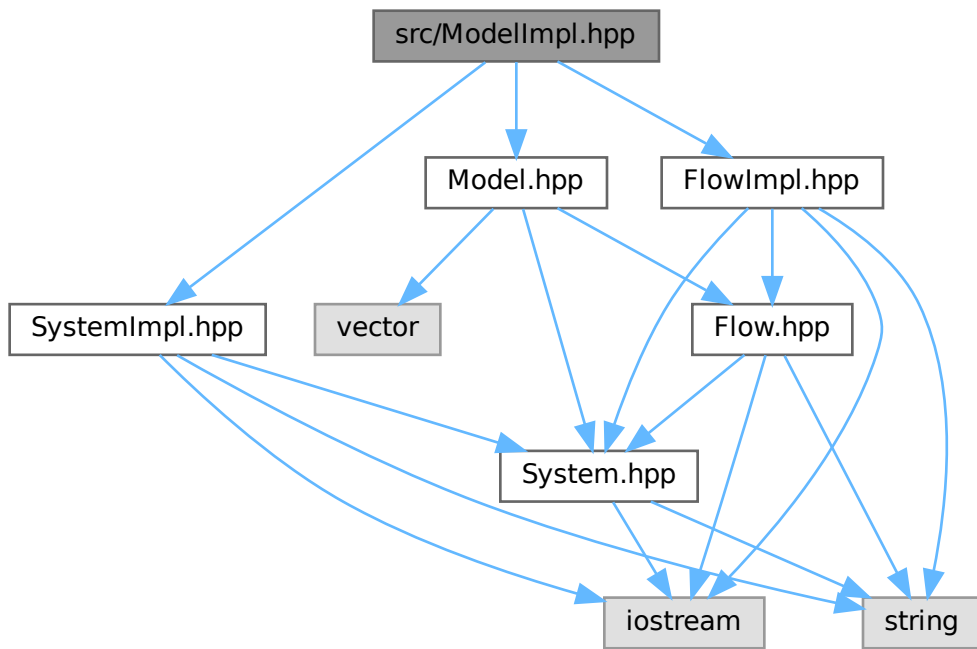 src/ModelImpl.hpp
Model.hpp
FlowImpl.hpp
SystemImpl.hpp
vector
Flow.hpp
System.hpp
iostream
string